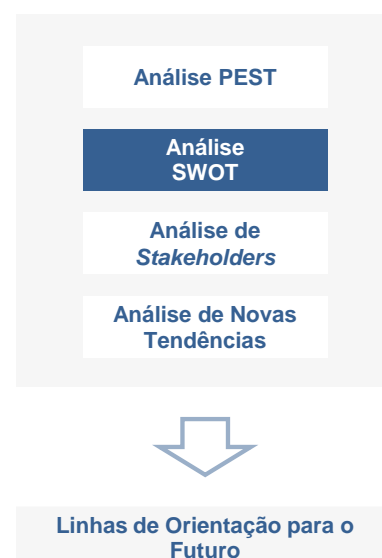 Análise PEST
Análise
SWOT
Análise de
Stakeholders
Análise de Novas
Tendências
Linhas de Orientação para o
Futuro